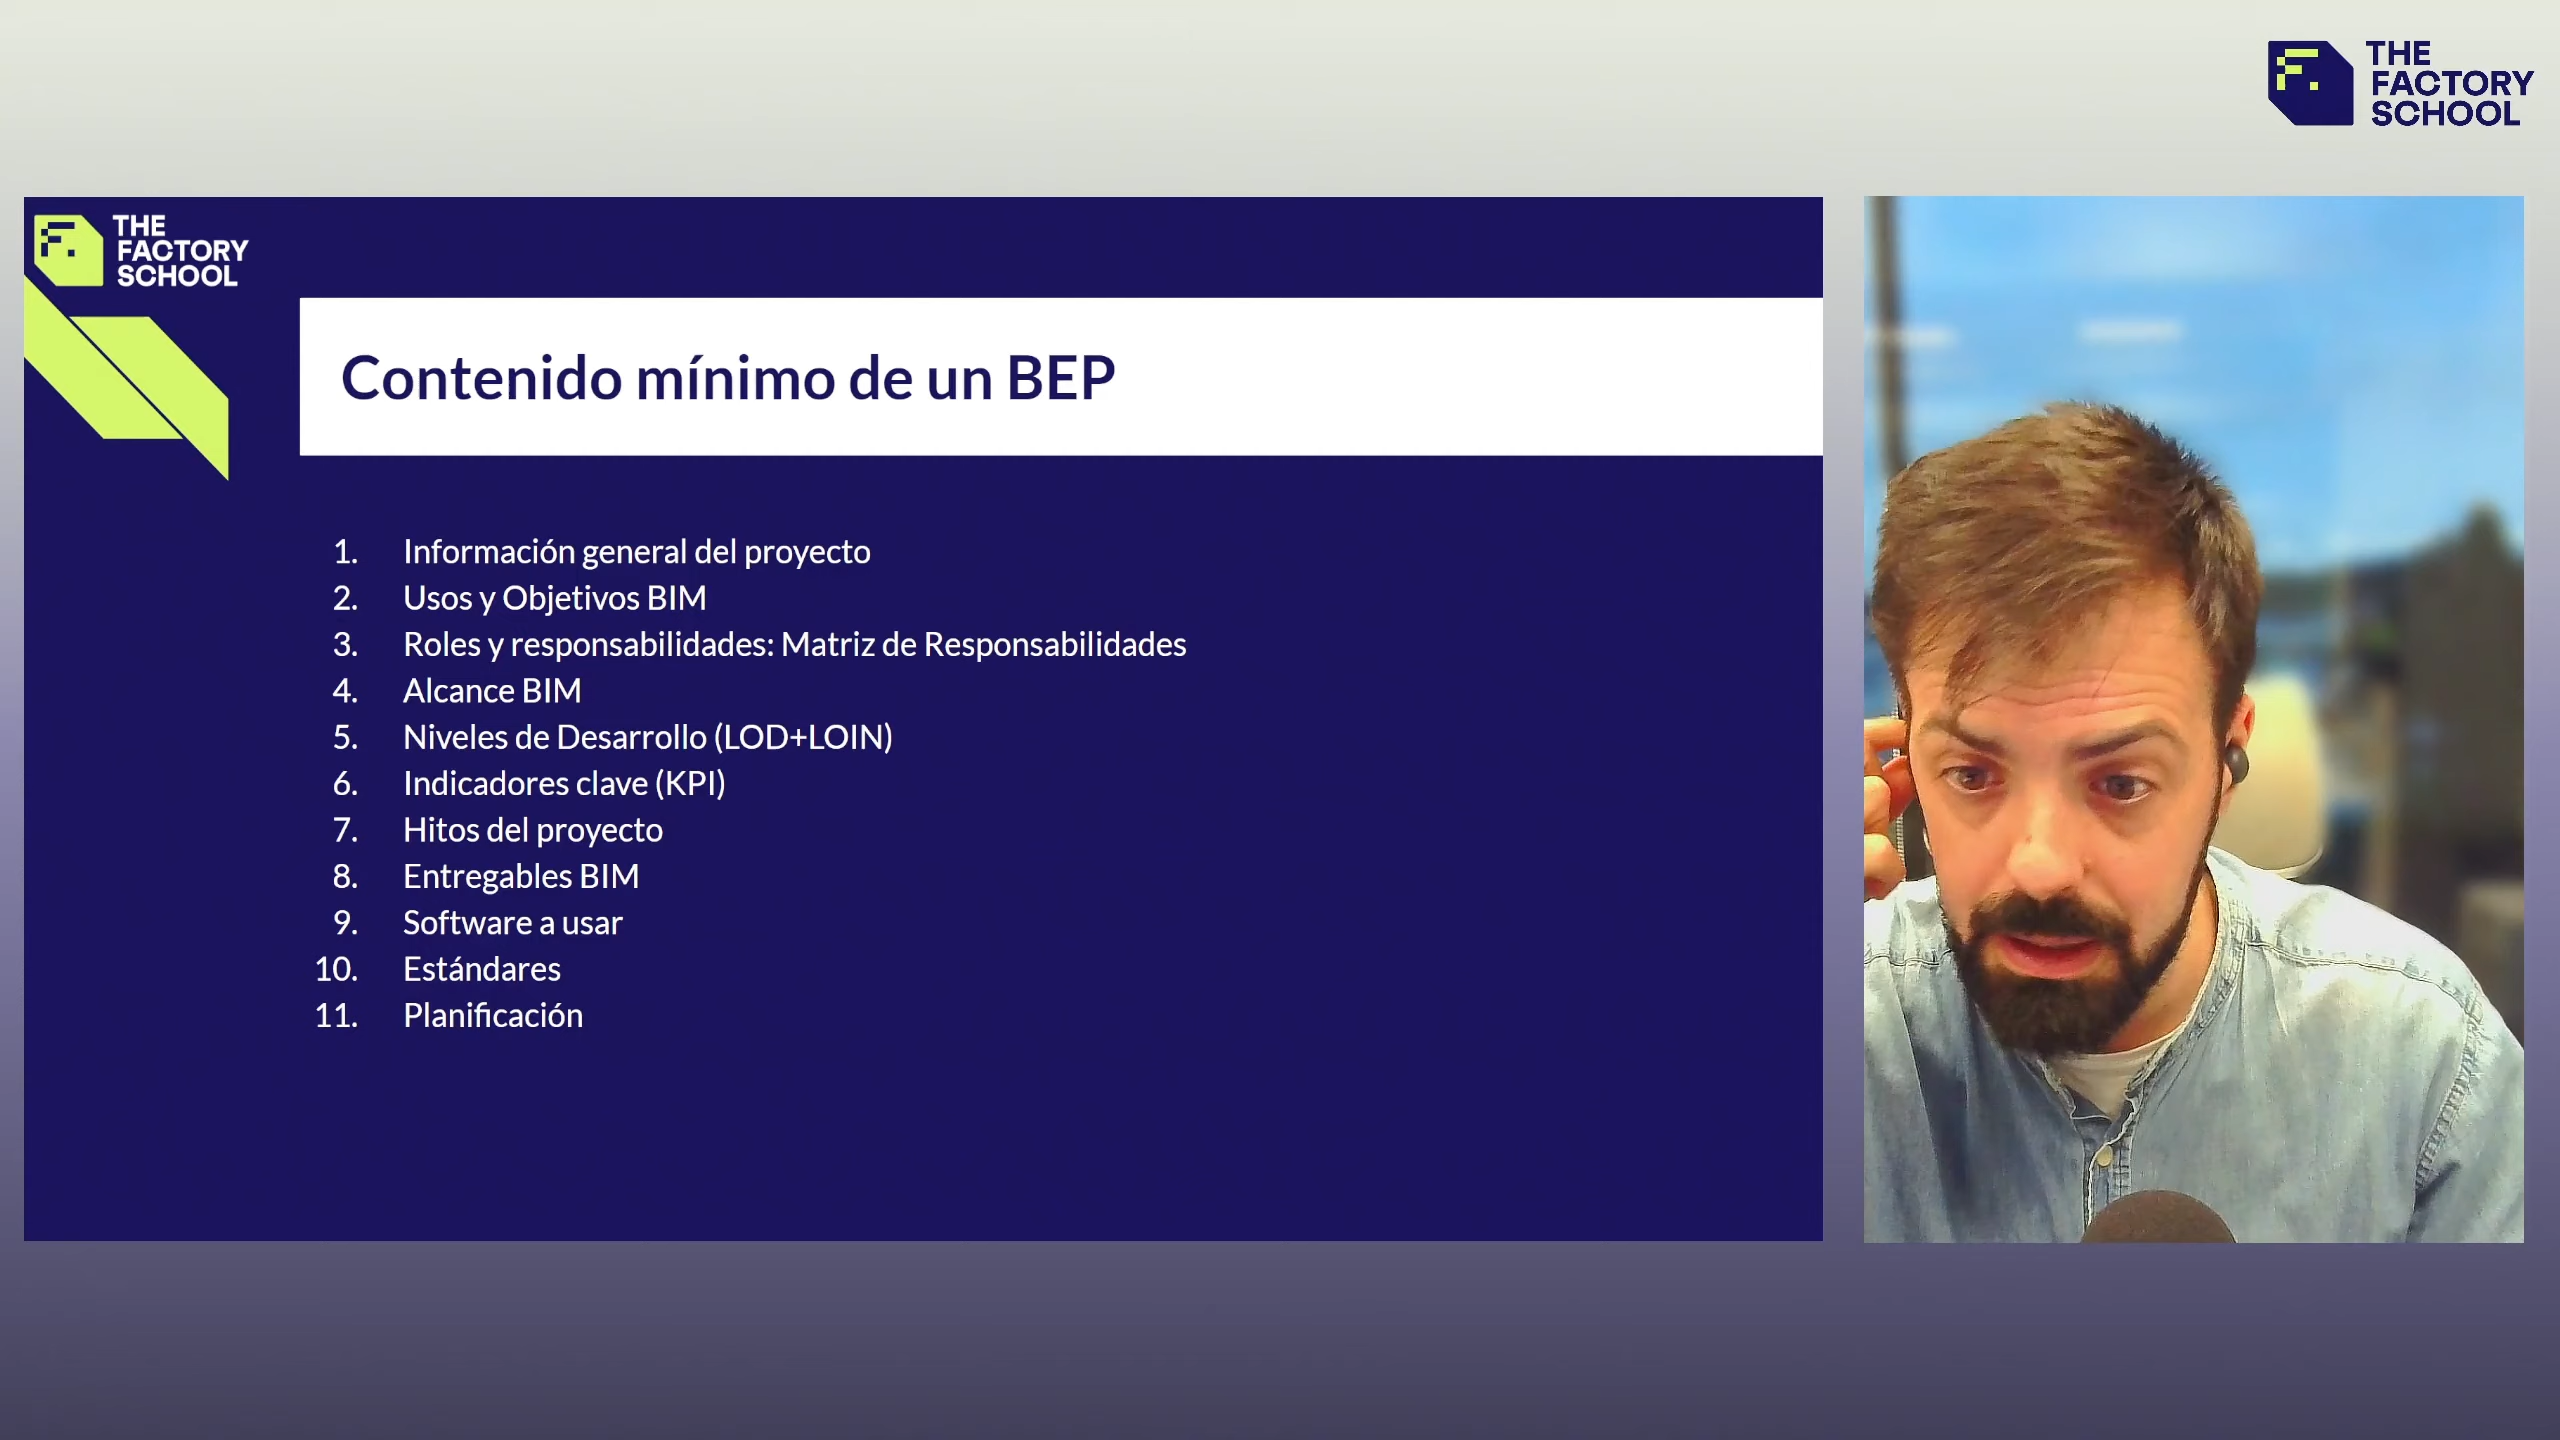 THE
FACTORY
SCHOOL
F.
THE
FACTORY
SCHOOL
F.
Contenido mínimo de un BEP
1. Información general del proyecto
2. Usos y Objetivos BIM
3. Roles y responsabilidades: Matriz de Responsabilidades
4. Alcance BIM
5. Niveles de Desarrollo (LOD+LOIN)
6. Indicadores clave (KPI)
7. Hitos del proyecto
8. Entregables BIM
9. Software a usar
10. Estándares
11. Planificación